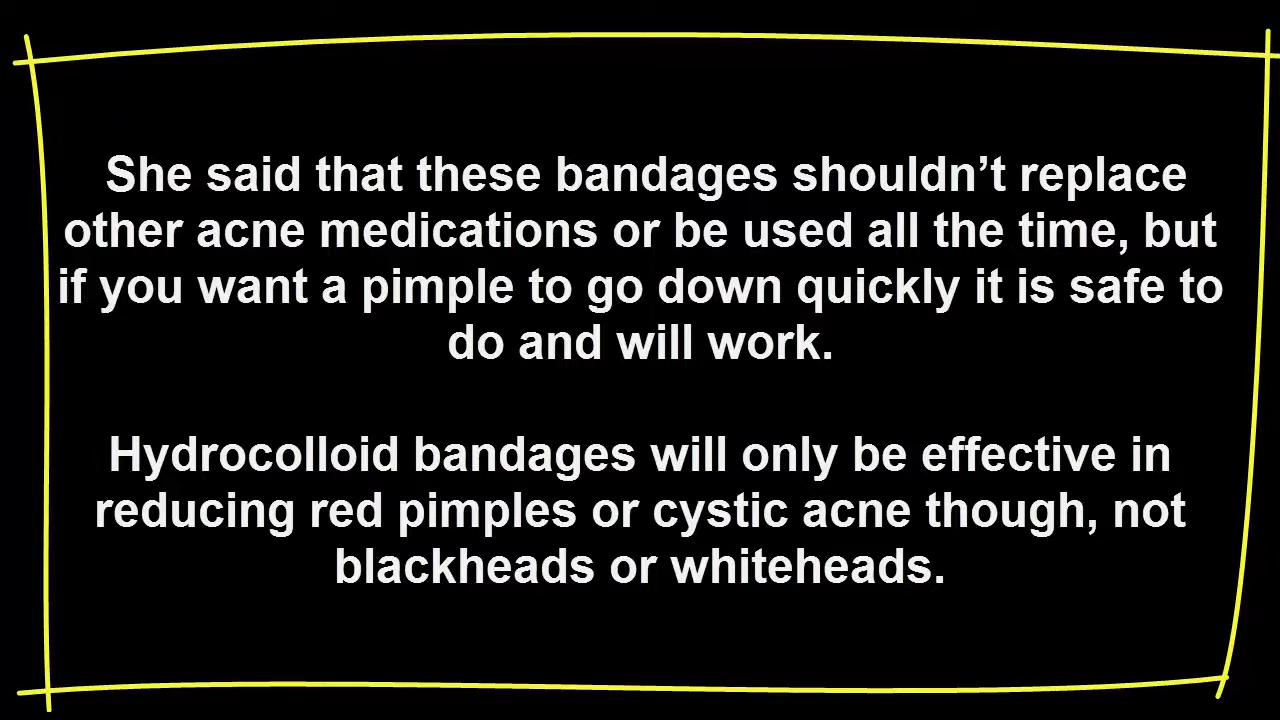 She said that these bandages shouldn’t replace
other acne medications or be used all the time, but
if you want a pimple to go down quickly it is safe to
do and will work.
Hydrocolloid bandages will only be effective in
reducing red pimples or cystic acne though, not
blackheads or whiteheads.